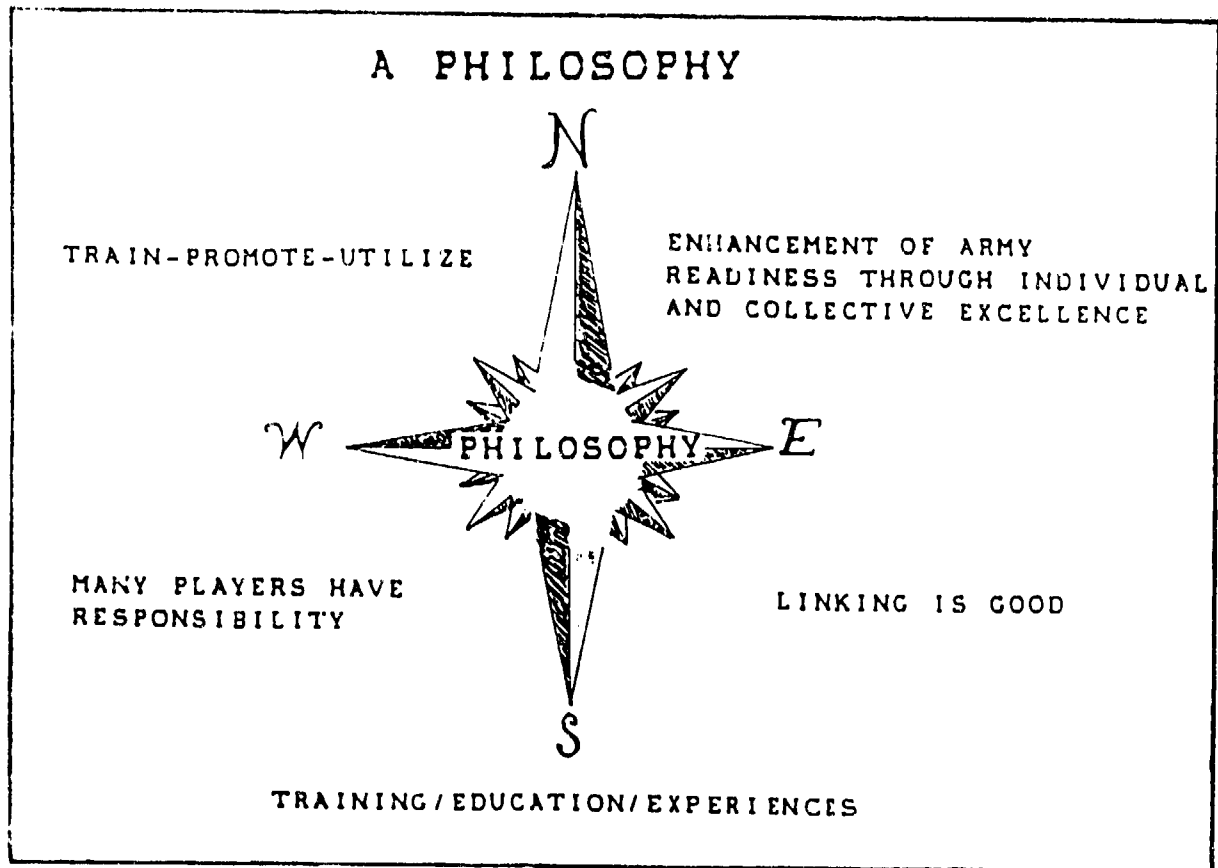 A PHILOSOPHY
N
TRAIN-PROMOTE-UTILIZE
ENHANCEMENT OF ARMY
READINESS THROUGH INDIVIDUAL
AND COLLECTIVE EXCELLENCE
W
PHILOSOPHY
E
MANY PLAYERS HAVE
RESPONSIBILITY
LINKING IS GOOD
S
TRAINING/EDUCATION/EXPERIENCES